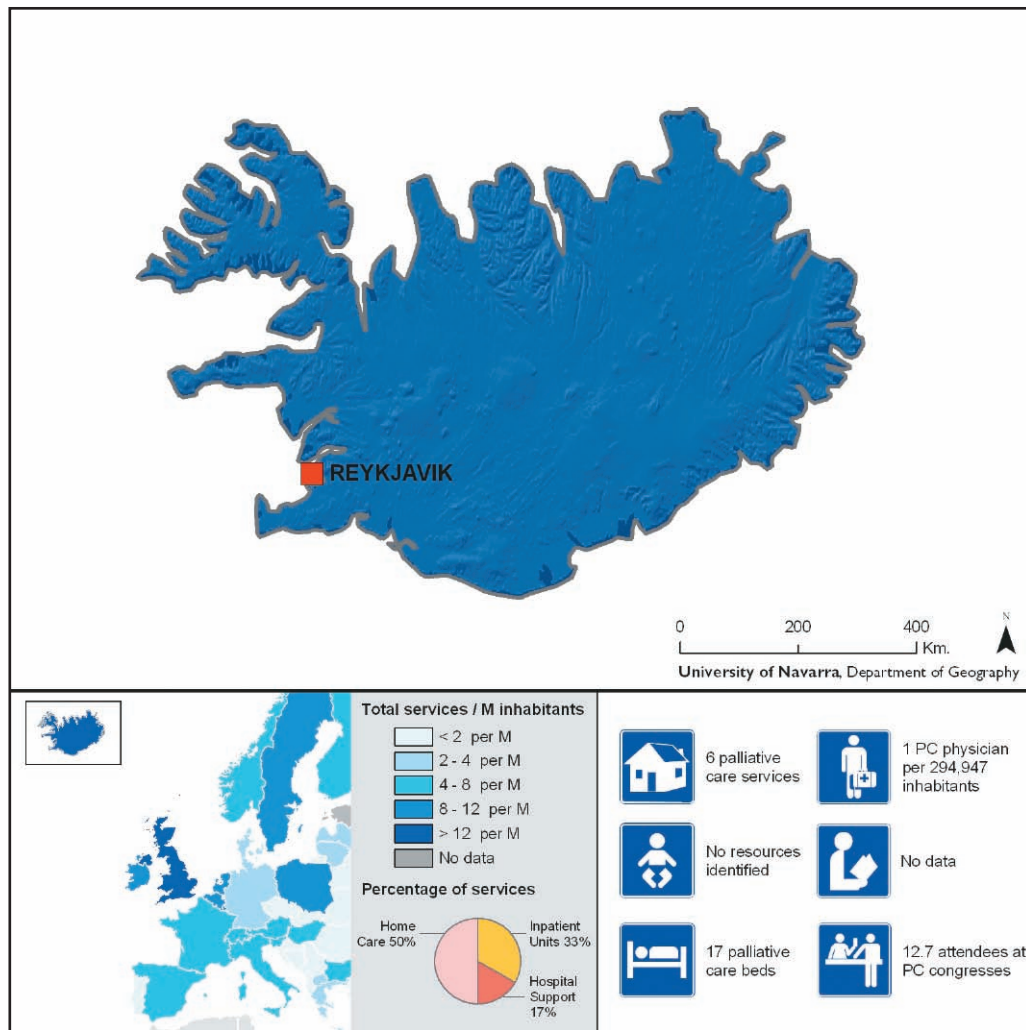 REYKJAVIK
0 200 400
Km.
N
University of Navarra, Department of Geography
Total services / M inhabitants
< 2 per M
2 - 4 per M
4 - 8 per M
8 - 12 per M
> 12 per M
No data
Percentage of services
Home
Care 50%
Inpatient
Units 33%
Hospital
Support
17%
6 palliative
care services
1 PC physician
per 294,947
inhabitants
No resources
identified
No data
17 palliative
care beds
12.7 attendees at
PC congresses